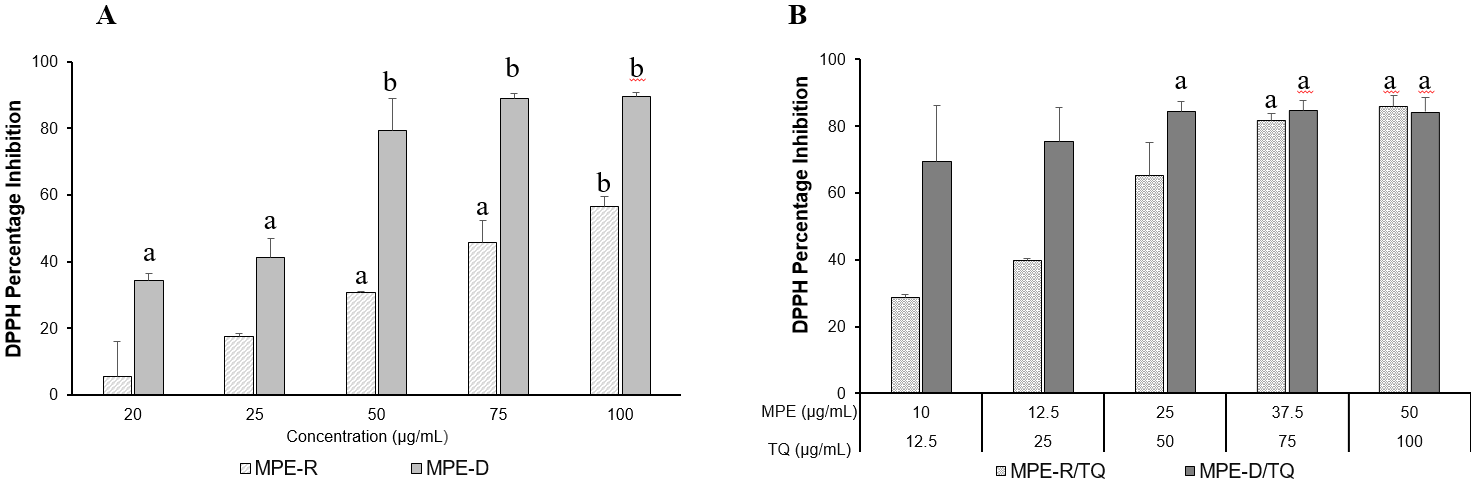 A
DPPH Percentage Inhibition
100
80
60
40
20
0
a a b b b
a a b
20 25 50 75 100
Concentration (µg/mL)
MPE-R MPE-D
B
DPPH Percentage Inhibition
100
80
60
40
20
0
a a a a a
MPE (µg/mL) 10 12.5 25 37.5 50
TQ (µg/mL) 12.5 25 50 75 100
MPE-R/TQ MPE-D/TQ